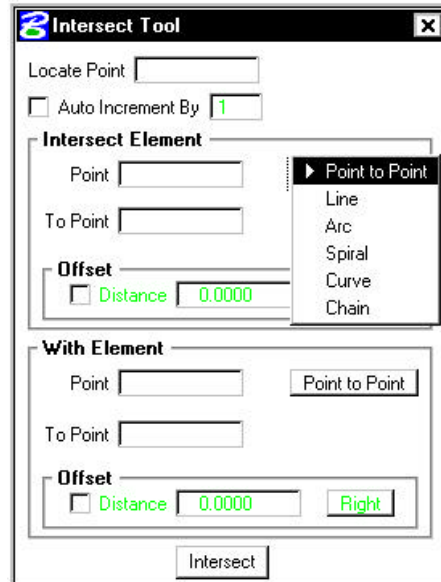 Intersect Tool
Locate Point
Auto Increment By 1
Intersect Element
Point
Point to Point
Line
To Point
Arc
Spiral
Offset
Curve
Distance 0.0000
Chain
With Element
Point
Point to Point
To Point
Offset
Distance 0.0000 Right
Intersect